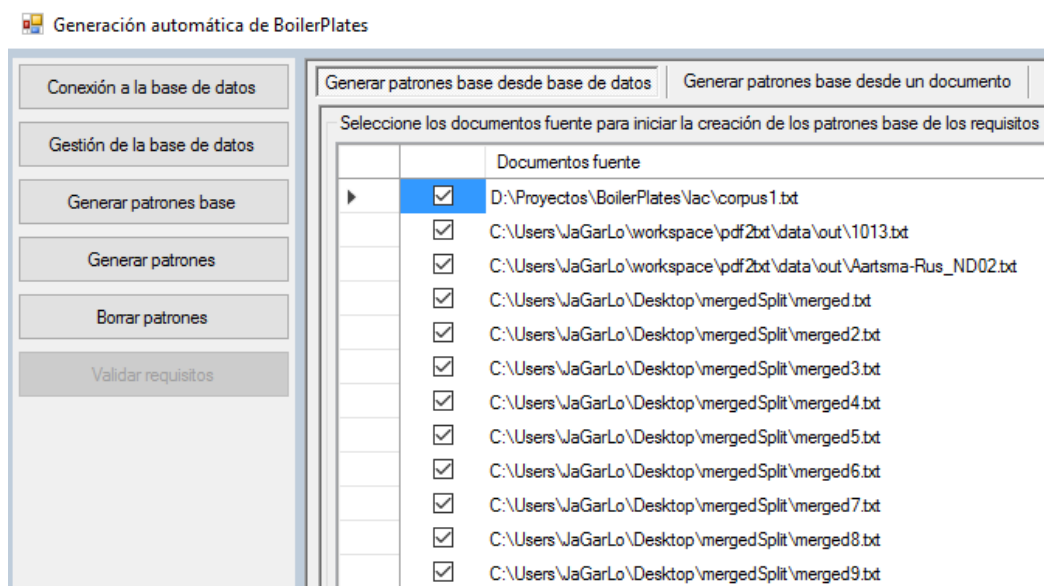 Generación automática de BoilerPlates
Conexión a la base de datos
Gestión de la base de datos
Generar patrones base
Generar patrones
Borrar patrones
Validar requisitos
Generar patrones base desde base de datos
Generar patrones base desde un documento
Seleccione los documentos fuente para iniciar la creación de los patrones base de los requisitos
Documentos fuente
D:\Proyectos\BoilerPlates\Iac\corpus1.txt
C:\Users\JaGarLo\workspace\pdf2txt\data\out\1013.txt
C:\Users\JaGarLo\workspace\pdf2txt\data\out\Aartsma-Rus_ND02.txt
C:\Users\JaGarLo\Desktop\mergedSplit\merged.txt
C:\Users\JaGarLo\Desktop\mergedSplit\merged2.txt
C:\Users\JaGarLo\Desktop\mergedSplit\merged3.txt
C:\Users\JaGarLo\Desktop\mergedSplit\merged4.txt
C:\Users\JaGarLo\Desktop\mergedSplit\merged5.txt
C:\Users\JaGarLo\Desktop\mergedSplit\merged6.txt
C:\Users\JaGarLo\Desktop\mergedSplit\merged7.txt
C:\Users\JaGarLo\Desktop\mergedSplit\merged8.txt
C:\Users\JaGarLo\Desktop\mergedSplit\merged9.txt